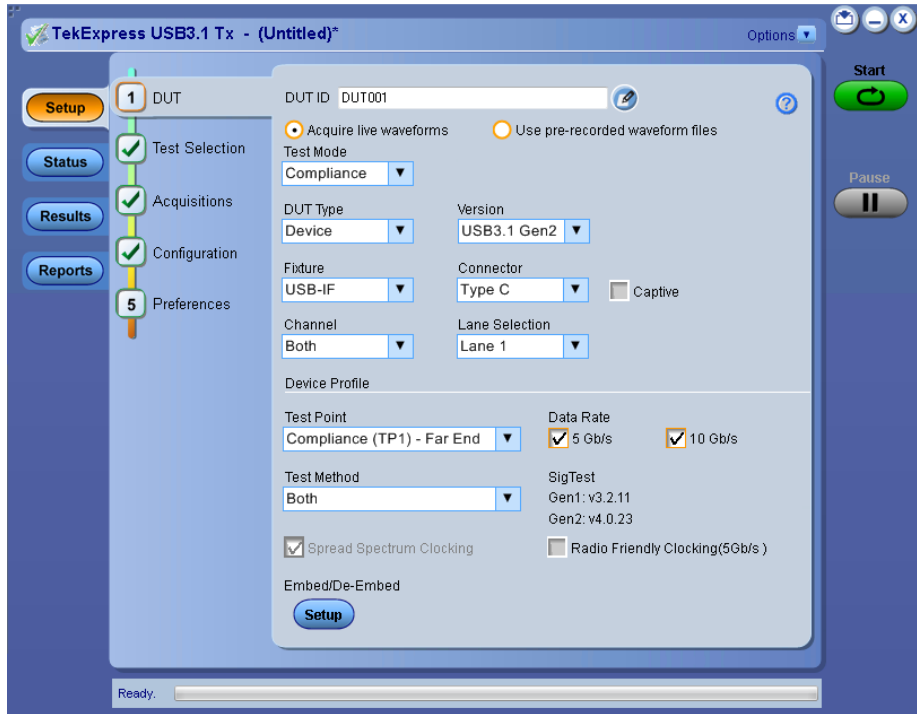 TekExpress USB3.1 Tx - (Untitled)*
Options
Start
Pause
Setup
Status
Results
Reports
1 DUT
Test Selection
Acquisitions
Configuration
5 Preferences
DUT ID DUT001
?
Acquire live waveforms Use pre-recorded waveform files
Test Mode
Compliance
DUT Type Version
Device USB3.1 Gen2
Fixture Connector
USB-IF Type C Captive
Channel Lane Selection
Both Lane 1
Device Profile
Test Point Data Rate
Compliance (TP1) - Far End 5 Gb/s 10 Gb/s
Test Method SigTest
Both Gen1: v3.2.11
Gen2: v4.0.23
Spread Spectrum Clocking Radio Friendly Clocking(5Gb/s )
Embed/De-Embed
Setup
Ready.